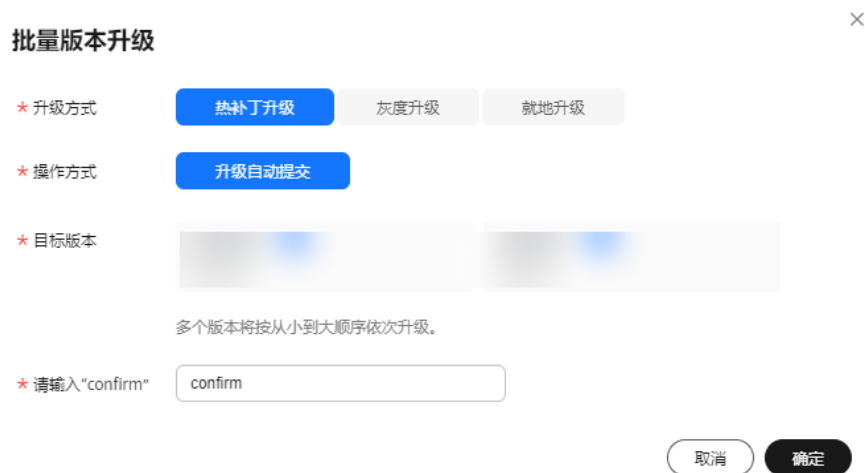 批量版本升级
* 升级方式 热补丁升级 灰度升级 就地升级
* 操作方式 升级自动提交
* 目标版本
多个版本将按从小到大顺序依次升级。
* 请输入“confirm” confirm
取消 确定